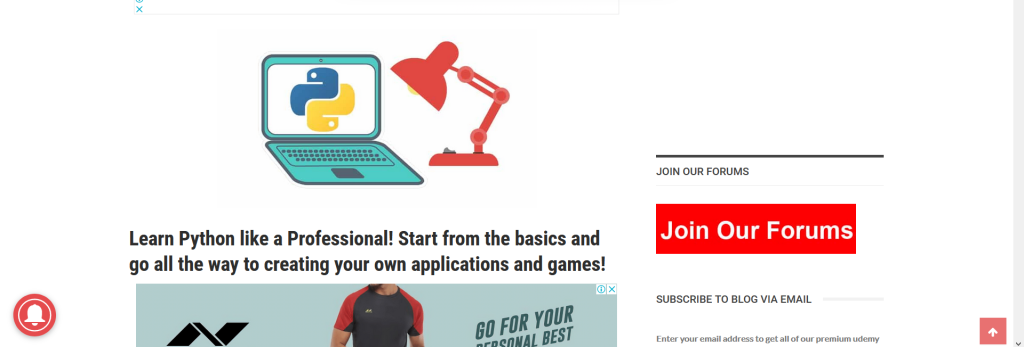 Learn Python like a Professional! Start from the basics and
go all the way to creating your own applications and games!
GO FOR YOUR
PERSONAL BEST
JOIN OUR FORUMS
Join Our Forums
SUBSCRIBE TO BLOG VIA EMAIL
Enter your email address to get all of our premium udemy